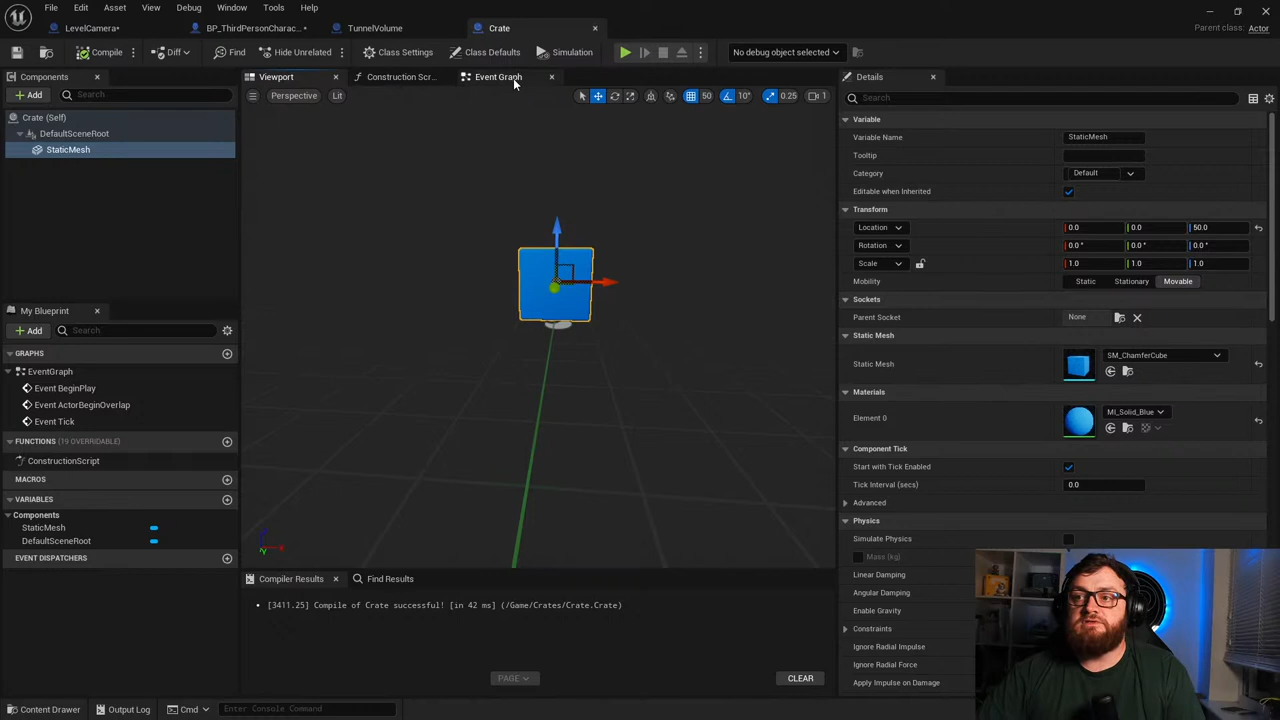 File Edit Asset View Debug Window Tools Help
LevelCamera•
BP_ThirdPersonCharac...•
TunnelVolume
Crate
Parent class: Actor
Compile
Diff
Find
Hide Unrelated
Class Settings
Class Defaults
Simulation
No debug object selected
Components
Add
Search
Crate (Self)
DefaultSceneRoot
StaticMesh
My Blueprint
Add
Search
GRAPHS
EventGraph
Event BeginPlay
Event ActorBeginOverlap
Event Tick
FUNCTIONS (19 OVERRIDABLE)
ConstructionScript
MACROS
VARIABLES
Components
StaticMesh
DefaultSceneRoot
EVENT DISPATCHERS
Viewport
Construction Scr...
Event Graph
Perspective
Lit
50
10°
0.25
1
Compiler Results
Find Results
[3411.25] Compile of Crate successful! [in 42 ms] (/Game/Crates/Crate.Crate)
PAGE
CLEAR
Details
Search
Variable
Variable Name StaticMesh
Tooltip
Category Default
Editable when Inherited
Transform
Location 0.0 0.0 50.0
Rotation 0.0 ° 0.0 ° 0.0 °
Scale 1.0 1.0 1.0
Mobility Static Stationary Movable
Sockets
Parent Socket None
Static Mesh
Static Mesh SM_ChamferCube
Materials
Element 0 MI_Solid_Blue
Component Tick
Start with Tick Enabled
Tick Interval (secs) 0.0
Advanced
Physics
Simulate Physics
Mass (kg)
Linear Damping
Angular Damping
Enable Gravity
Constraints
Ignore Radial Impulse
Ignore Radial Force
Apply Impulse on Damage
Content Drawer
Output Log
Cmd
Enter Console Command